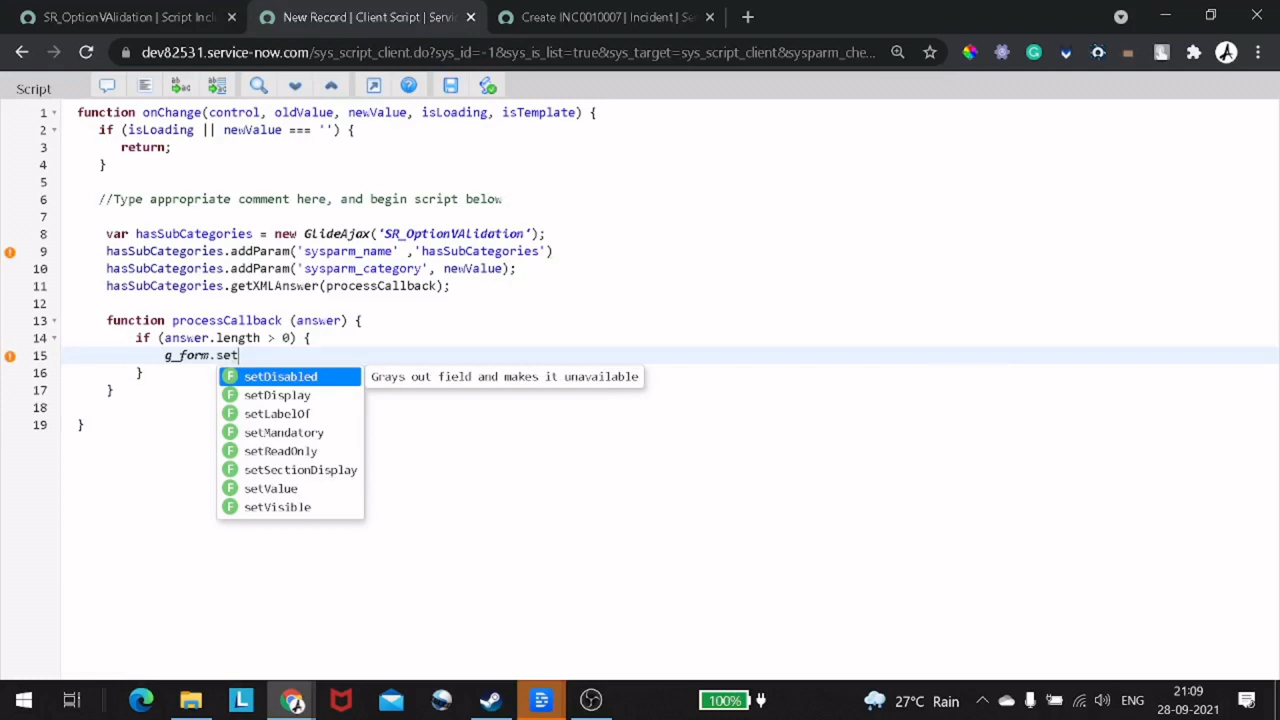 SR_OptionVAlidation | Script Incl
New Record | Client Script | Servic
Create INC0010007 | Incident | Ser
dev82531.service-now.com/sys_script_client.do?sys_id=-1&sys_is_list=true&sys_target=sys_script_client&sysparm_che...
Script
1 function onChange(control, oldValue, newValue, isLoading, isTemplate) {
2 if (isLoading || newValue === '') {
3 return;
4 }
5
6 //Type appropriate comment here, and begin script below
7
8 var hasSubCategories = new GlideAjax('SR_OptionVAlidation');
9 hasSubCategories.addParam('sysparm_name' ,'hasSubCategories')
10 hasSubCategories.addParam('sysparm_category', newValue);
11 hasSubCategories.getXMLAnswer(processCallback);
12
13 function processCallback (answer) {
14 if (answer.length > 0) {
15 g_form.set
16 }
17 }
18
19 }
F setDisabled
Grays out field and makes it unavailable
F setDisplay
F setLabelOf
F setMandatory
F setReadOnly
F setSectionDisplay
F setValue
F setVisible
L
100%
27°C Rain
ENG
21:09
28-09-2021